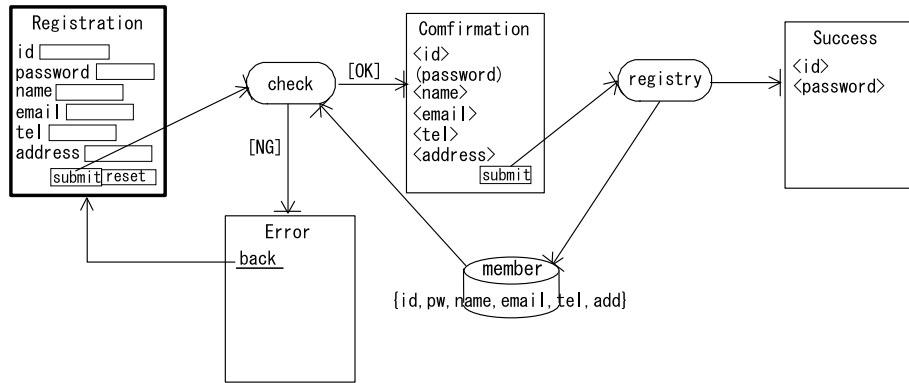 Registration
id
password
name
email
tel
address
submit reset
check
[OK]
[NG]
Error
back
Comfirmation
<id>
(password)
<name>
<email>
<tel>
<address>
submit
registry
member
{id, pw, name, email, tel, add}
Success
<id>
<password>